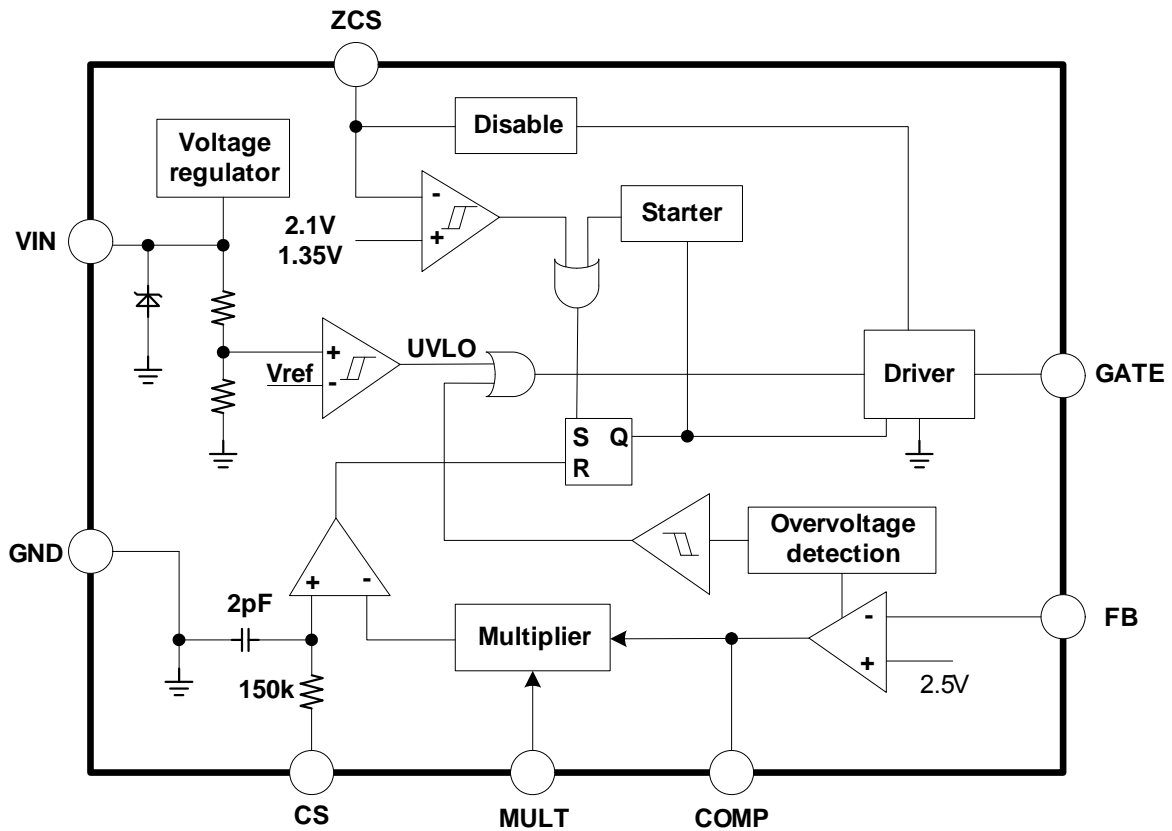 ZCS
Voltage
regulator
Disable
-
+
Starter
2.1V
1.35V
VIN
UVLO
+
Vref
-
Driver
GATE
S Q
R
Overvoltage
detection
GND
+ -
2pF
Multiplier
-
+
FB
2.5V
150k
CS
MULT
COMP